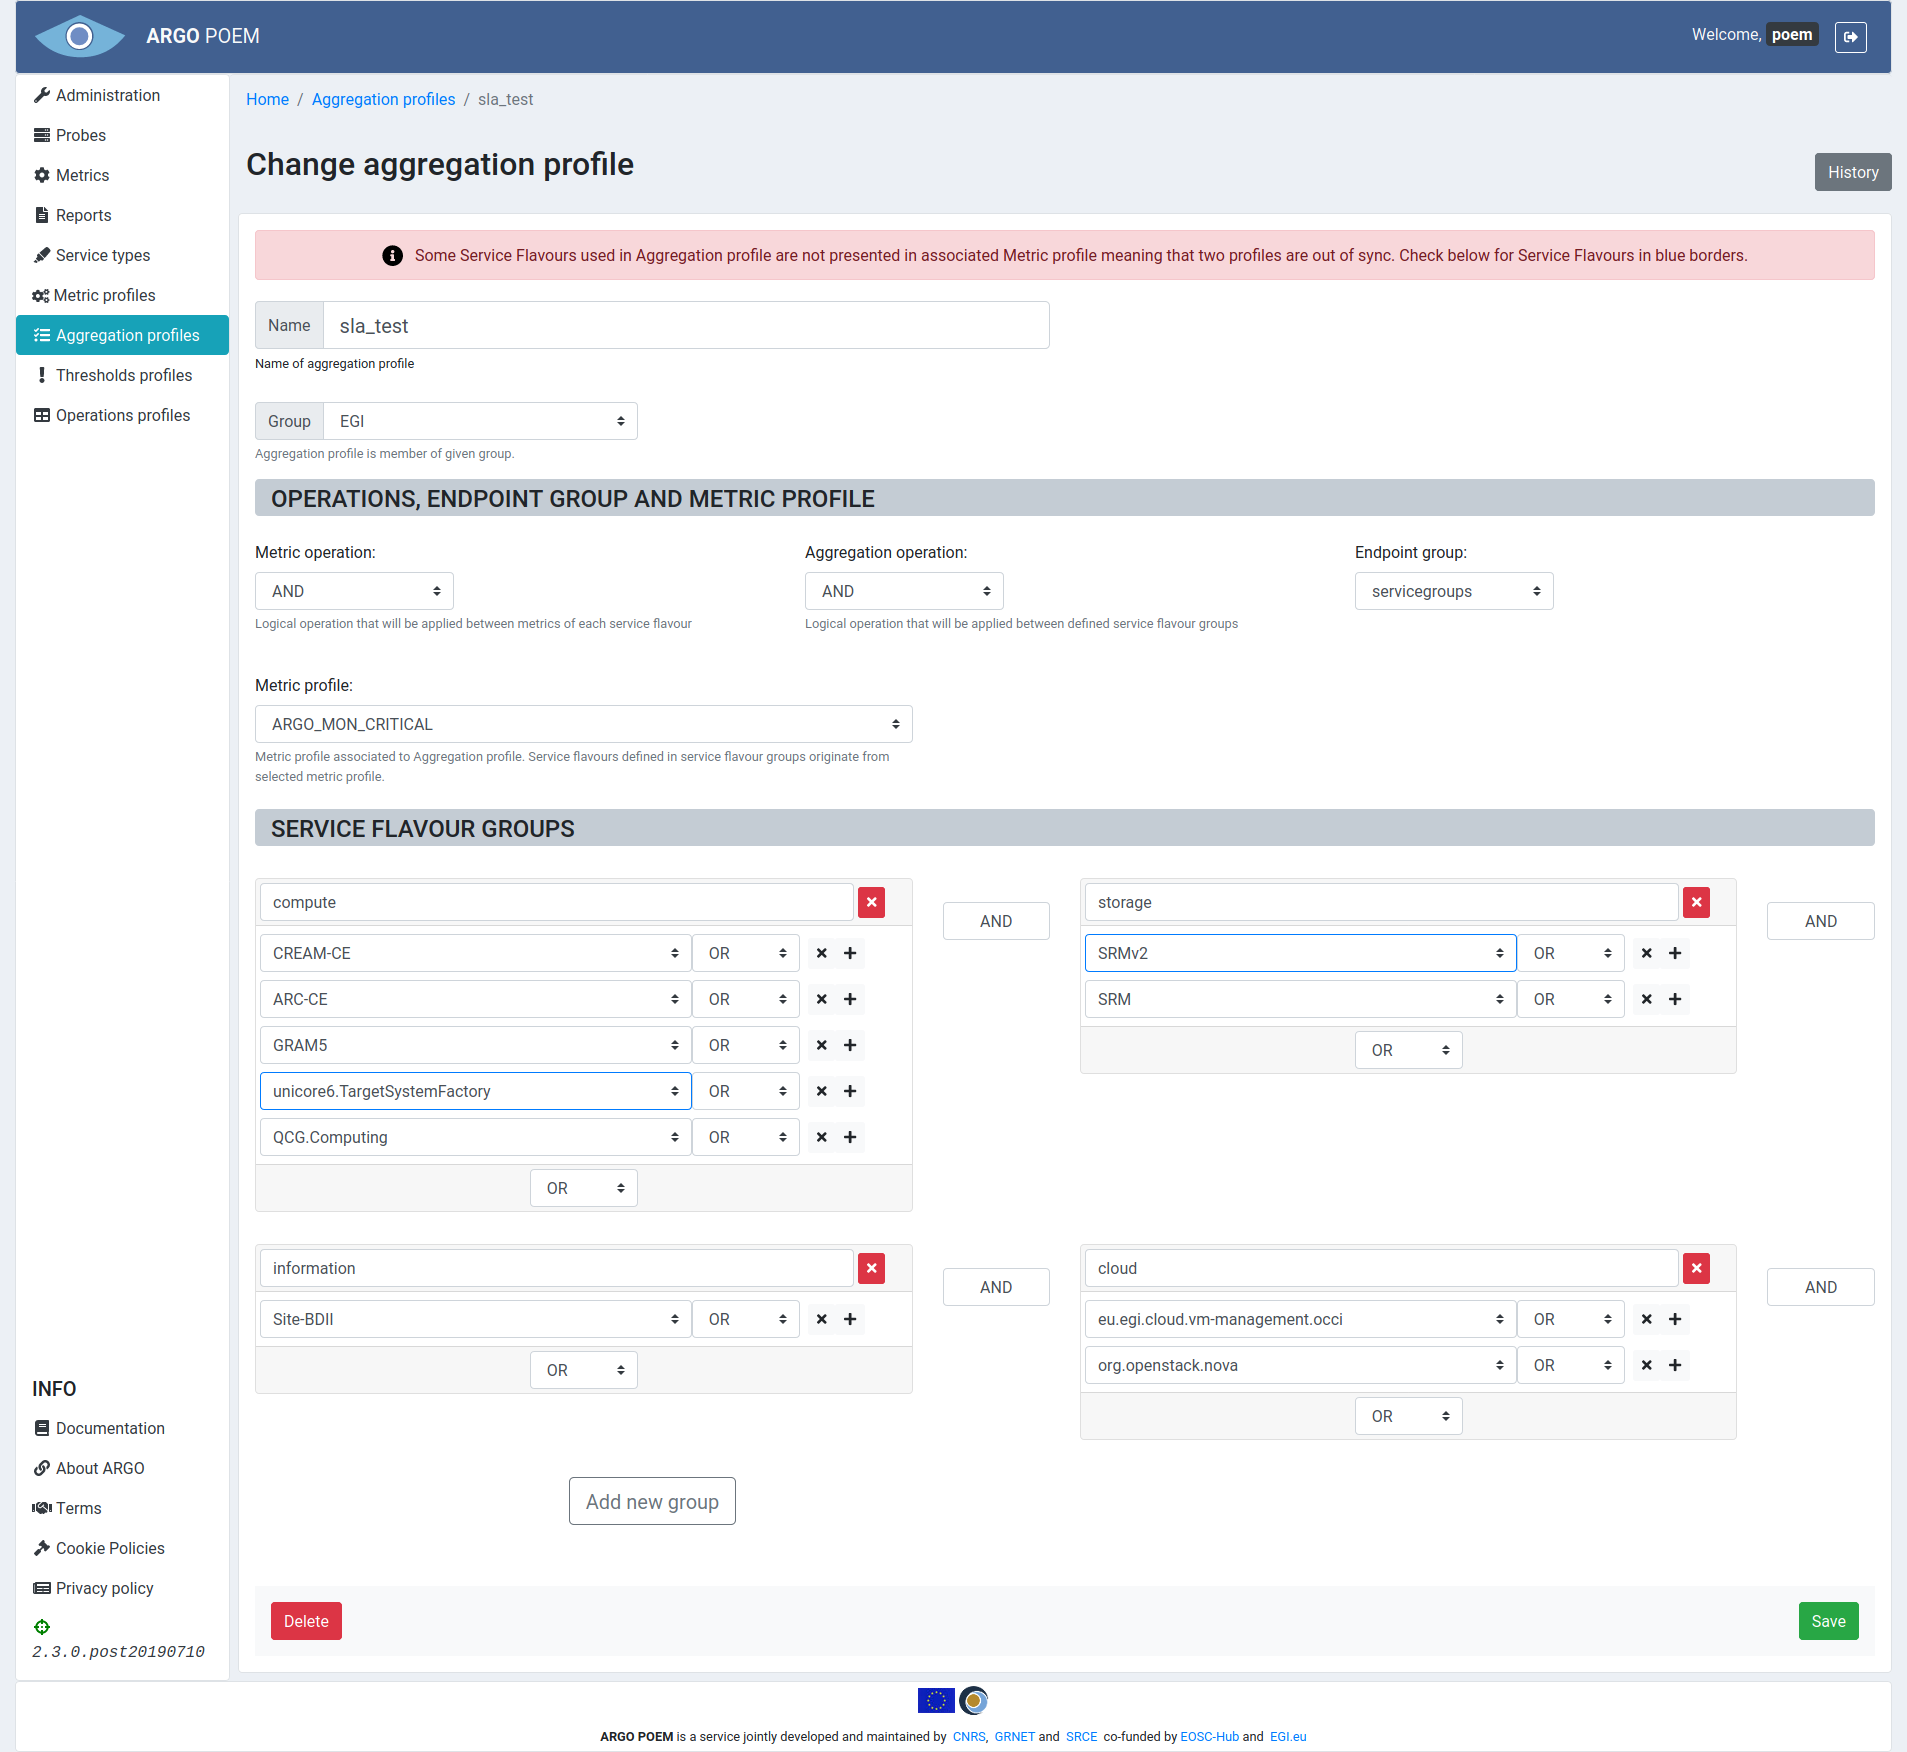 ARGO POEM
Welcome, poem
Administration
Probes
Metrics
Reports
Service types
Metric profiles
Aggregation profiles
Thresholds profiles
Operations profiles
INFO
Documentation
About ARGO
Terms
Cookie Policies
Privacy policy
2.3.0.post20190710
Home / Aggregation profiles / sla_test
Change aggregation profile
History
Some Service Flavours used in Aggregation profile are not presented in associated Metric profile meaning that two profiles are out of sync. Check below for Service Flavours in blue borders.
Name sla_test
Name of aggregation profile
Group EGI
Aggregation profile is member of given group.
OPERATIONS, ENDPOINT GROUP AND METRIC PROFILE
Metric operation:
AND
Logical operation that will be applied between metrics of each service flavour
Aggregation operation:
AND
Logical operation that will be applied between defined service flavour groups
Endpoint group:
servicegroups
Metric profile:
ARGO_MON_CRITICAL
Metric profile associated to Aggregation profile. Service flavours defined in service flavour groups originate from
selected metric profile.
SERVICE FLAVOUR GROUPS
compute
CREAM-CE OR
ARC-CE OR
GRAM5 OR
unicore6.TargetSystemFactory OR
QCG.Computing OR
OR
AND
storage
SRMv2 OR
SRM OR
OR
AND
information
Site-BDII OR
OR
AND
cloud
eu.egi.cloud.vm-management.occi OR
org.openstack.nova OR
OR
AND
Add new group
Delete
Save
ARGO POEM is a service jointly developed and maintained by CNRS, GRNET and SRCE co-funded by EOSC-Hub and EGI.eu